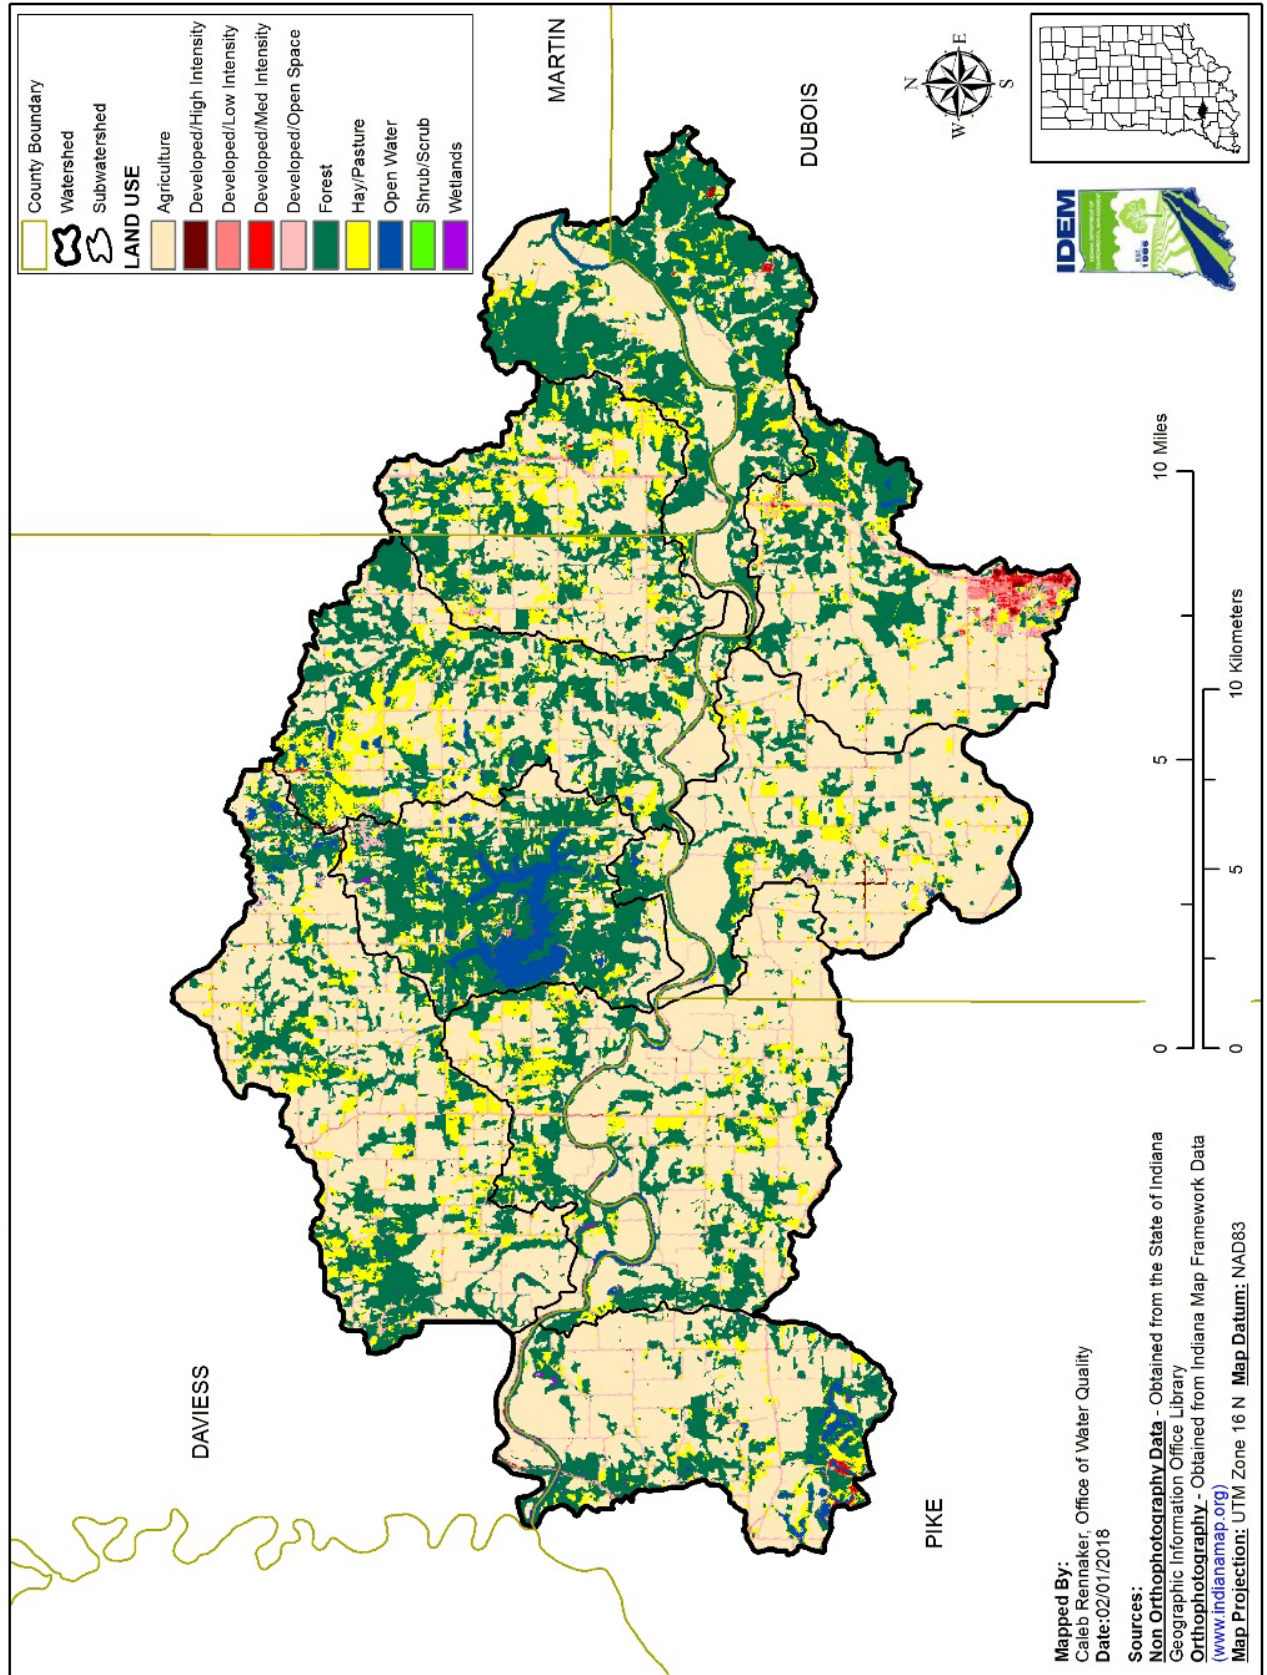 County Boundary
Watershed
Subwatershed
LAND USE
Agriculture
Developed/High Intensity
Developed/Low Intensity
Developed/Med Intensity
Developed/Open Space
Forest
Hay/Pasture
Open Water
Shrub/Scrub
Wetlands
DAVIESS
MARTIN
DUBOIS
PIKE
N
W
E
S
IDEM
EST.
1986
10 Miles
0
5
10 Kilometers
0
5
Mapped By:
Caleb Rennaker, Office of Water Quality
Date:02/01/2018
Sources:
Non Orthophotography Data - Obtained from the State of Indiana
Geographic Information Office Library
Orthophotography - Obtained from Indiana Map Framework Data
(www.indianamap.org)
Map Projection: UTM Zone 16 N Map Datum: NAD83